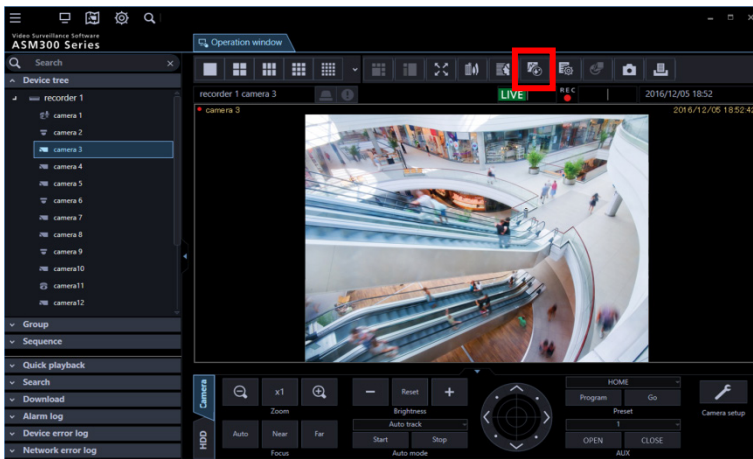 Video Surveillance Software
ASM300 Series
Operation window
Search
Device tree
recorder 1
camera 1
camera 2
camera 3
camera 4
camera 5
camera 6
camera 7
camera 8
camera 9
camera10
camera11
camera12
Group
Sequence
Quick playback
Search
Download
Alarm log
Device error log
Network error log
recorder 1 camera 3
LIVE
REC
2016/12/05 18:52
camera 3
2016/12/05 18:52:42
Camera
HDD
x1
Zoom
Auto
Near
Far
Focus
Reset
Brightness
Auto track
Start
Stop
Auto mode
HOME
Program
Go
Preset
1
OPEN
CLOSE
AUX
Camera setup